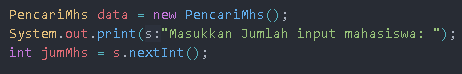 PencariMhs data = new PencariMhs();
System.out.print(s:"Masukkan Jumlah input mahasiswa: ");
int jumMhs = s.nextInt();